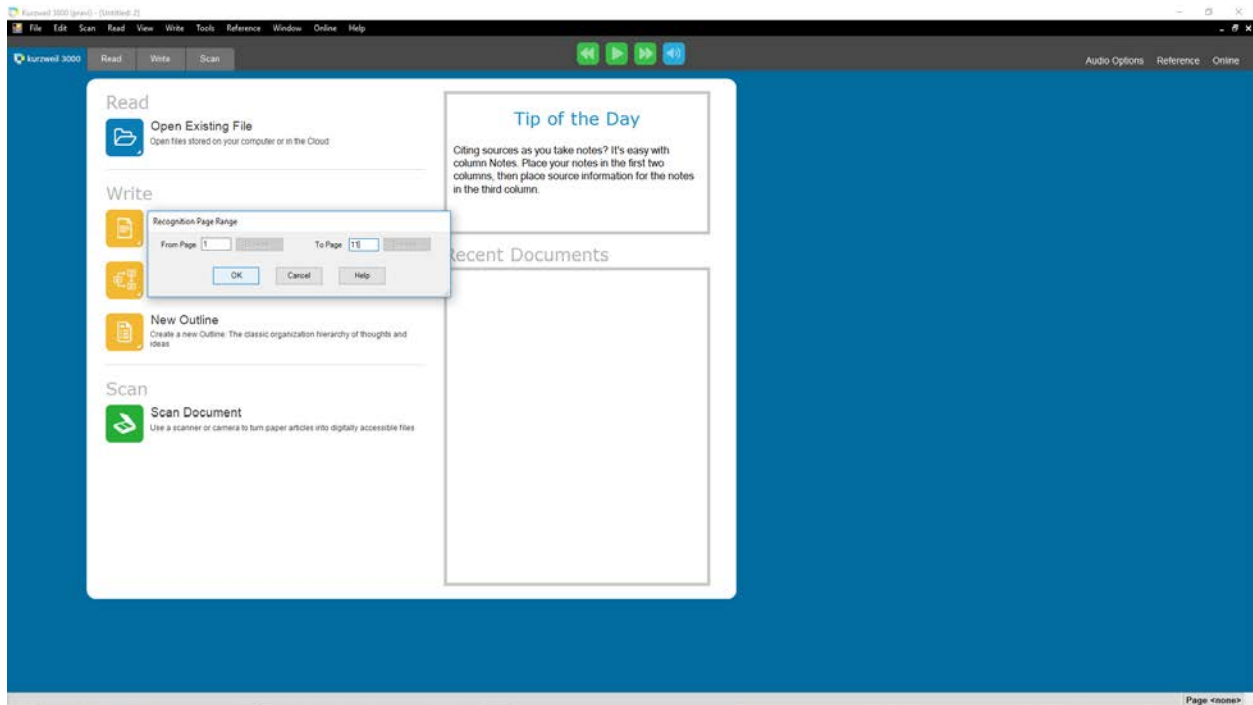 Kurzweil 3000 (pravi) - (Untitled: 2)
File Edit Scan Read View Write Tools Reference Window Online Help
kurzweil 3000 Read Write Scan
Audio Options Reference Online
Read
Open Existing File
Open files stored on your computer or in the Cloud
Write
Recognition Page Range
From Page 1 To Page 11
OK Cancel Help
New Outline
Create a new Outline: The classic organization hierarchy of thoughts and
ideas
Scan
Scan Document
Use a scanner or camera to turn paper articles into digitally accessible files
Tip of the Day
Citing sources as you take notes? It's easy with
column Notes. Place your notes in the first two
columns, then place source information for the notes
in the third column.
Recent Documents
Page <none>